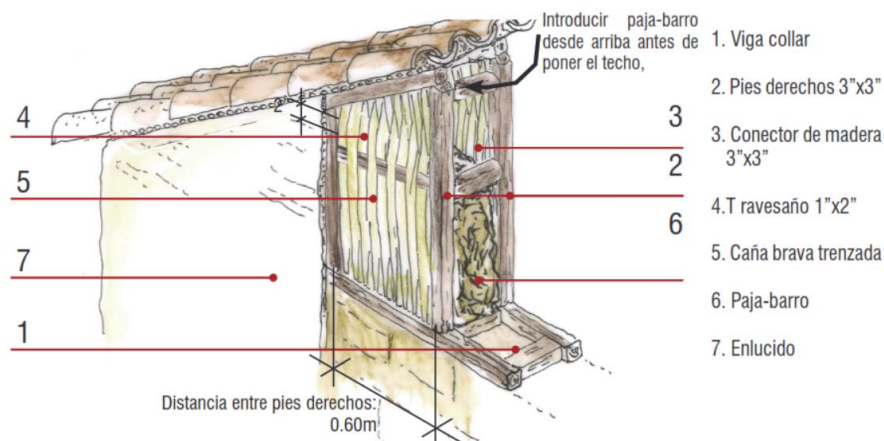 Introducir paja-barro
desde arriba antes de
poner el techo,
1. Viga collar
2. Pies derechos 3”x3”
3. Conector de madera
3”x3”
4.T ravesaño 1”x2”
5. Caña brava trenzada
6. Paja-barro
7. Enlucido
2
4
5
7
1
3
2
6
Distancia entre pies derechos:
0.60m